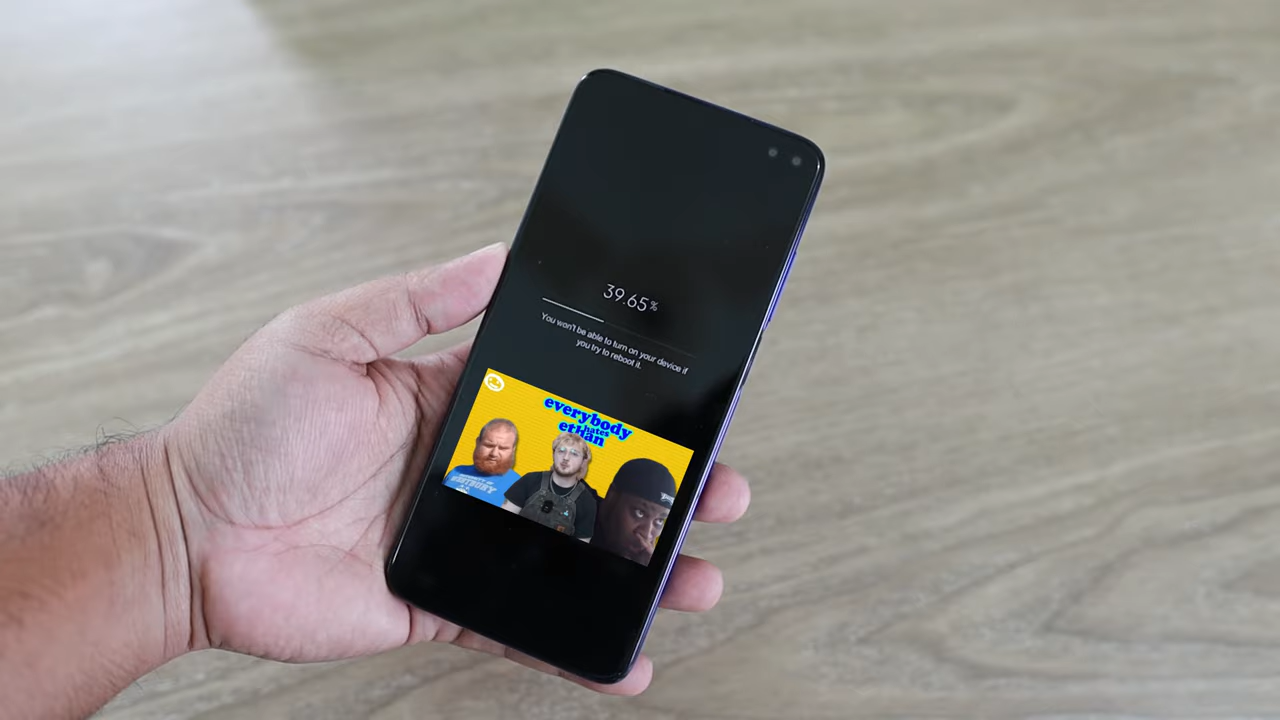 39.65%
You won't be able to turn on your device if
you try to reboot it.
everybody
hates
ethan